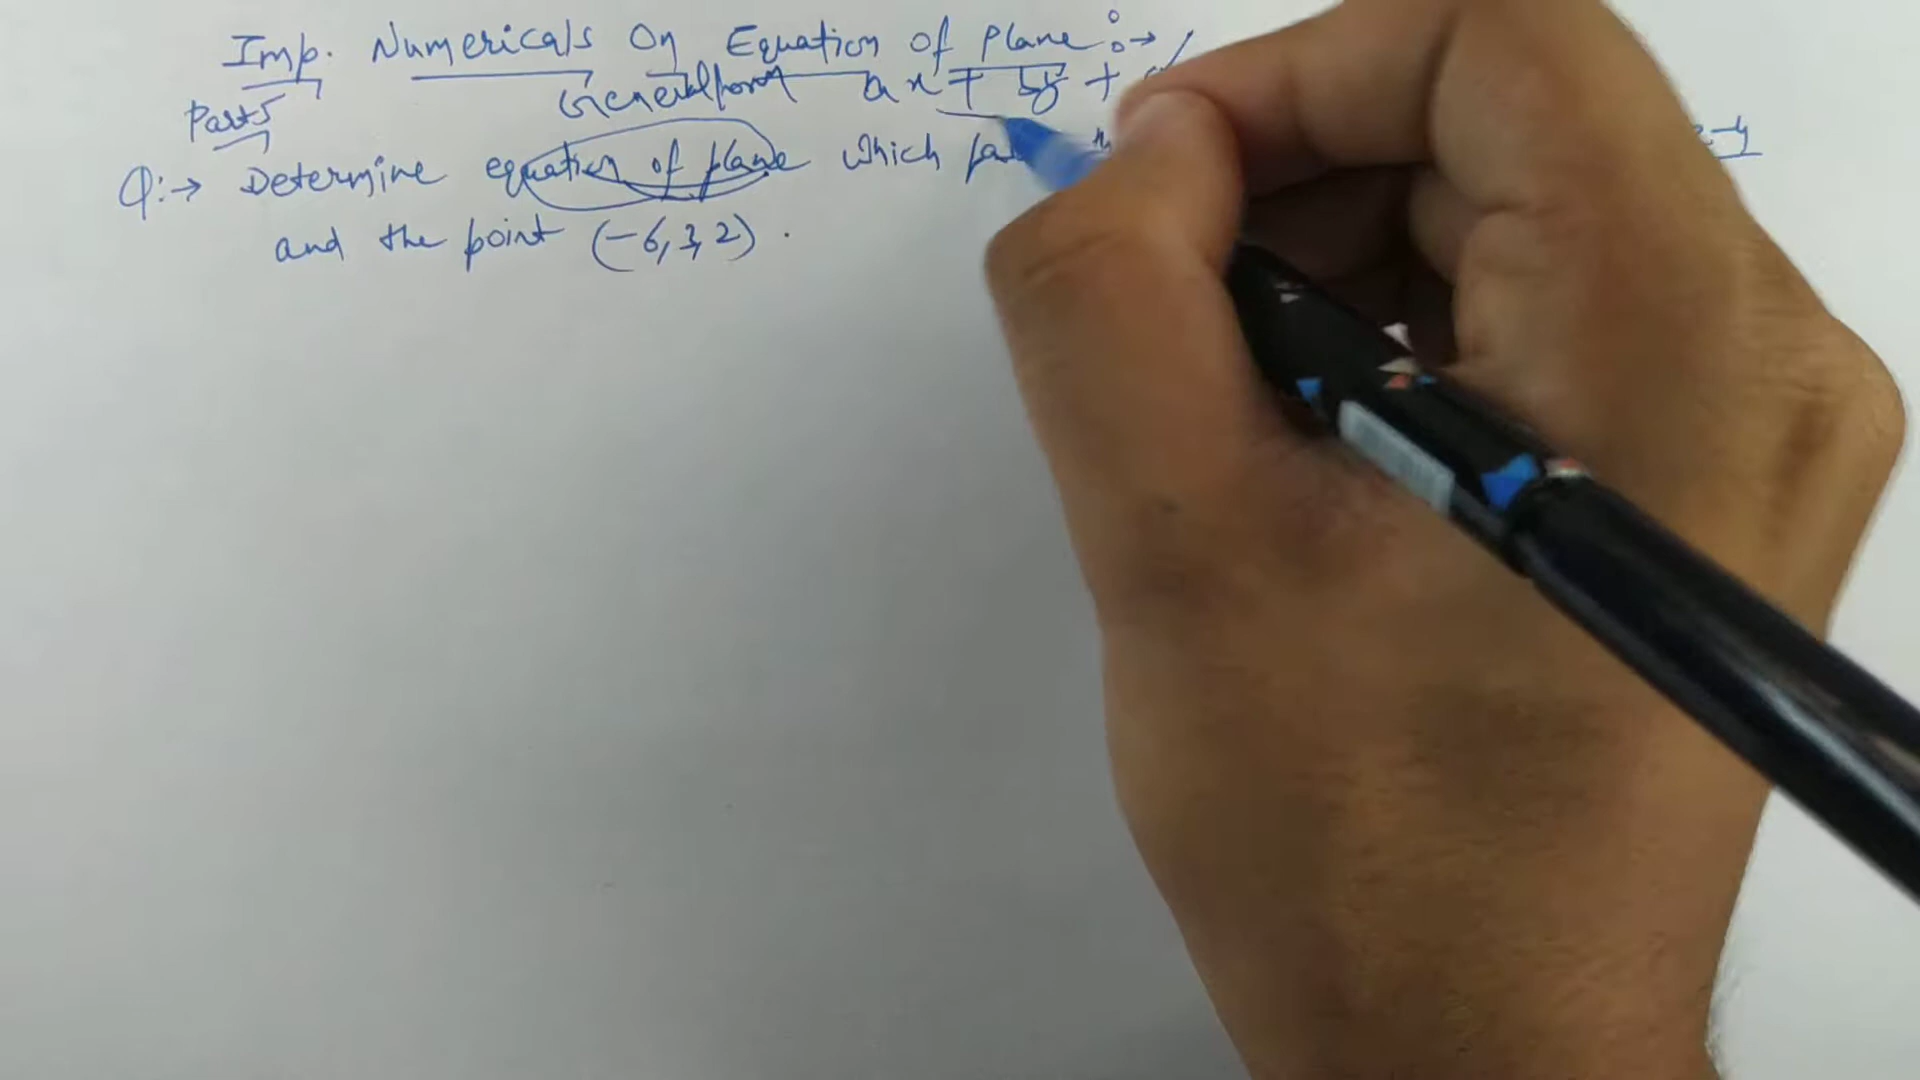 Imp. Numericals On Equation of plane :→
General form ax + by +
Part 5
Q:→ Determine equation of plane which z-4
and the point (-6,3,2).